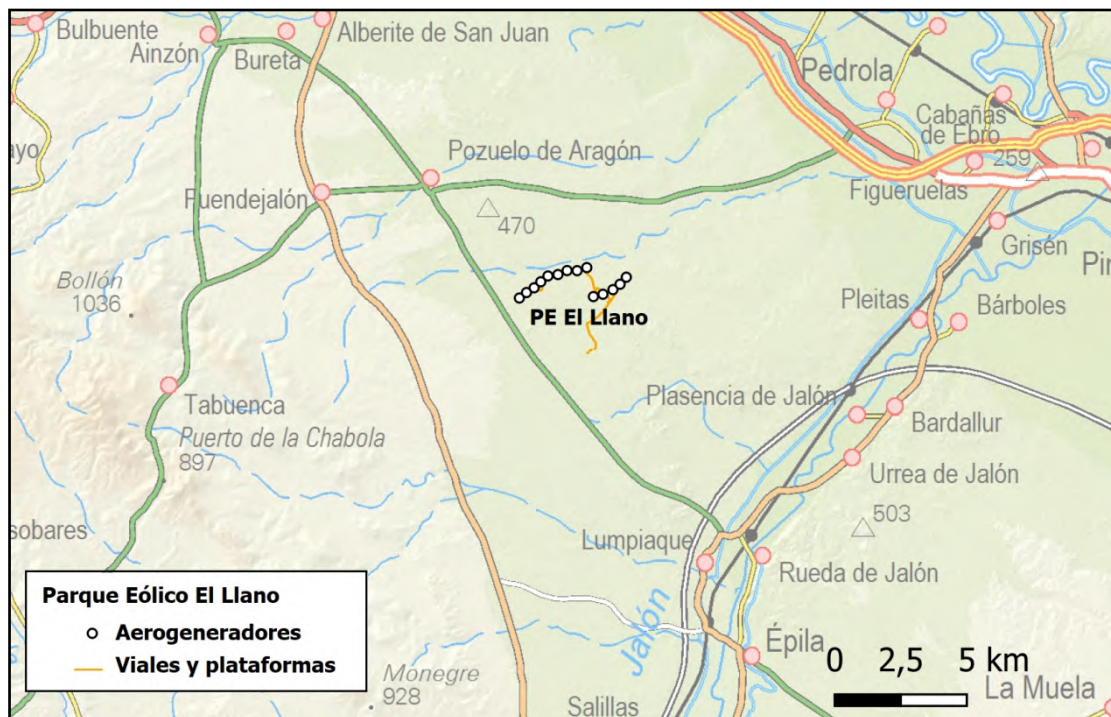 Bulbuente
Ainzón
Bureta
Alberite de San Juan
Pedrola
Cabañas
de Ebro
259
Figueruelas
Pozuelo de Aragón
Fuendejalón
470
Grisén
Pin
Bollón
1036
PE El Llano
Pleitas
Bárboles
Tabuenca
Puerto de la Chabola
897
Plasencia de Jalón
Bardallur
Urrea de Jalón
503
sobares
Lumpiaque
Rueda de Jalón
Jalón
Épila
Parque Eólico El Llano
Aerogeneradores
Viales y plataformas
Monegre
928
Salillas
0 2,5 5 km
La Muela